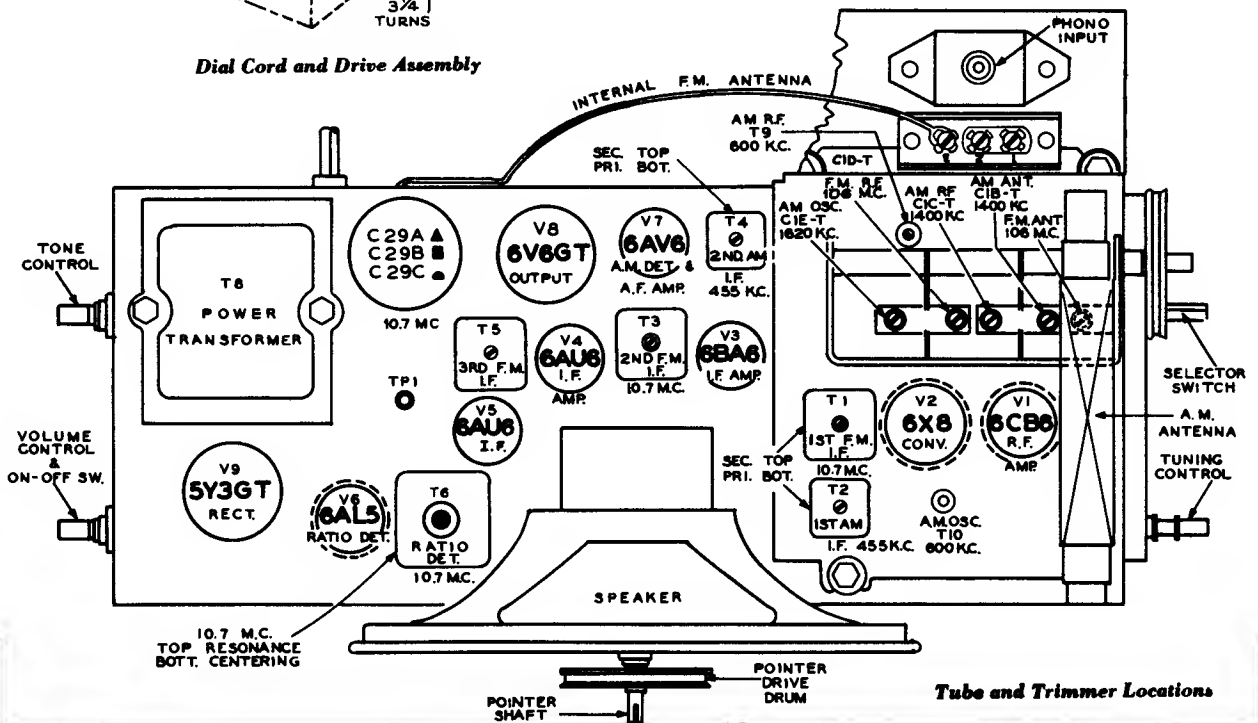 3/4
TURNS
Dial Cord and Drive Assembly
PHONO
INPUT
INTERNAL F.M. ANTENNA
AM R.F.
T9
600 K.C.
SEC. TOP
PRI. BOT.
C1D-T
F.M. R.F.
106 M.C.
AM OSC.
C1E-T
1620 KC.
AM RF
C1C-T
1400 KC
AM ANT.
C1B-T
1400 KC
F.M. ANT
106 M.C.
TONE
CONTROL
T8
POWER
TRANSFORMER
C29A ▲
C29B ■
C29C
10.7 MC
V8
6V6GT
OUTPUT
V7
6AV6
A.M. DET. &
A.F. AMP.
T4
2ND. AM
I.F.
455 KC.
T5
3RD F.M.
I.F.
V4
6AU6
I.F.
AMP.
T3
2ND F.M.
I.F.
10.7 M.C.
V3
6BA6
I.F. AMP.
TP1
V5
6AU6
I.F.
SELECTOR
SWITCH
A.M.
ANTENNA
TUNING
CONTROL
T1
1ST F.M.
I.F.
10.7 M.C.
V2
6X8
CONV.
V1
6CB6
R.F.
AMP.
SEC. TOP
PRI. BOT.
T2
1ST AM
I.F. 455 K.C.
A.M. OSC.
T10
600 K.C.
VOLUME
CONTROL
&
ON-OFF SW.
V9
5Y3GT
RECT.
V6
6AL5
RATIO DET.
T6
RATIO
DET.
10.7 M.C.
SPEAKER
10.7 M.C.
TOP RESONANCE
BOTT. CENTERING
POINTER
DRIVE
DRUM
POINTER
SHAFT
Tube and Trimmer Locations